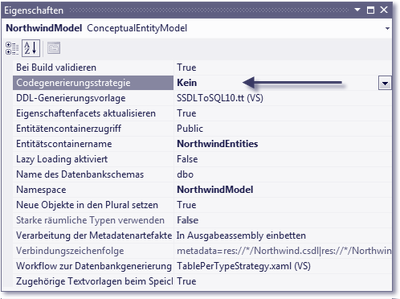 Eigenschaften
NorthwindModel ConceptualEntityModel
Bei Build validieren True
Codegenerierungsstrategie Kein
DDL-Generierungsvorlage SSDLToSQL10.tt (VS)
Eigenschaftenfacets aktualisieren True
Entitätencontainerzugriff Public
Entitätscontainername NorthwindEntities
Lazy Loading aktiviert False
Name des Datenbankschemas dbo
Namespace NorthwindModel
Neue Objekte in den Plural setzen True
Starke räumliche Typen verwenden False
Verarbeitung der Metadatenartefakte In Ausgabeassembly einbetten
Verbindungszeichenfolge metadata=res://*/Northwind.csdl|res://*/Northwin
Workflow zur Datenbankgenerierung TablePerTypeStrategy.xaml (VS)
Zugehörige Textvorlagen beim Speicl True